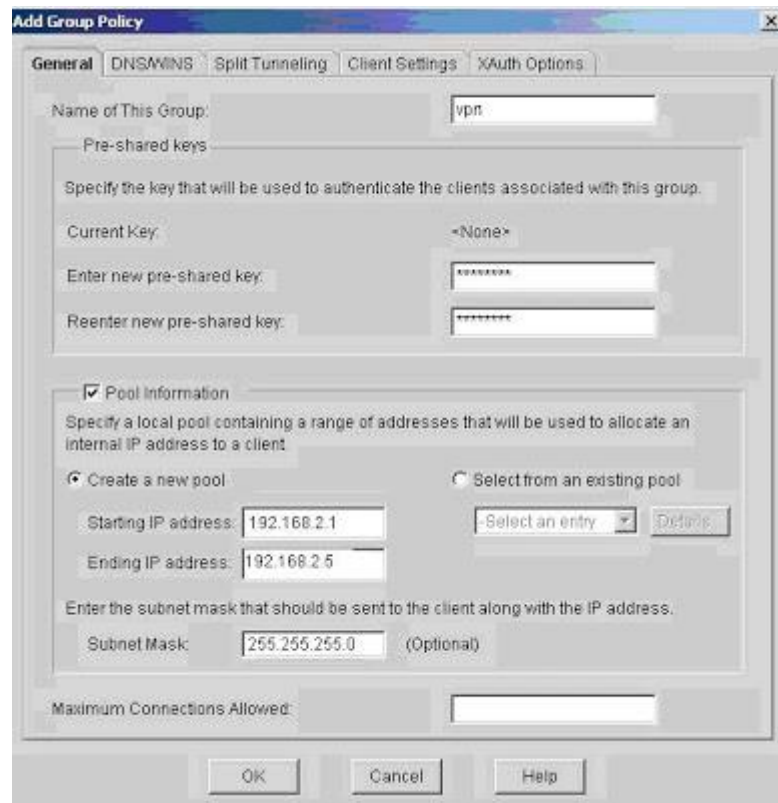 Add Group Policy
General DNS/WINS Split Tunneling Client Settings XAuth Options
Name of This Group: vpn
Pre-shared keys
Specify the key that will be used to authenticate the clients associated with this group.
Current Key: <None>
Enter new pre-shared key: ********
Reenter new pre-shared key: ********
Pool Information
Specify a local pool containing a range of addresses that will be used to allocate an
internal IP address to a client.
Create a new pool Select from an existing pool
Starting IP address: 192.168.2.1 -Select an entry Details...
Ending IP address: 192.168.2.5
Enter the subnet mask that should be sent to the client along with the IP address.
Subnet Mask: 255.255.255.0 (Optional)
Maximum Connections Allowed:
OK Cancel Help